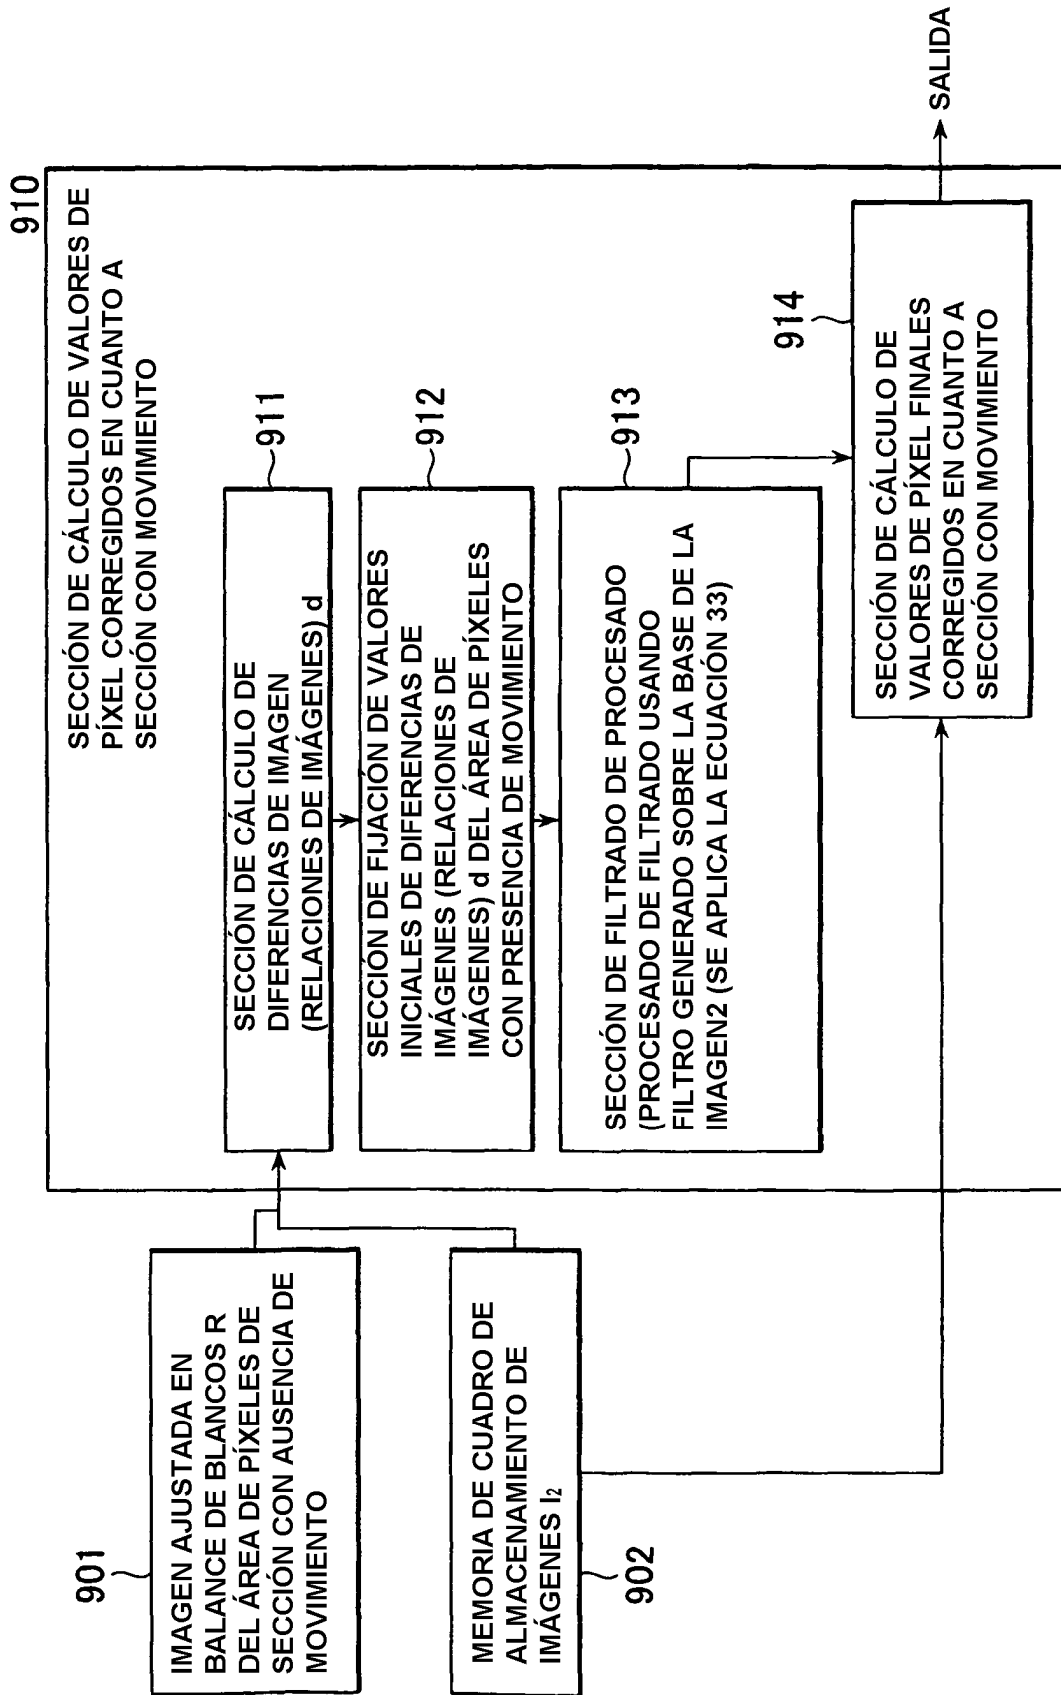 910
SECCIÓN DE CÁLCULO DE VALORES DE
PÍXEL CORREGIDOS EN CUANTO A
SECCIÓN CON MOVIMIENTO
901
IMAGEN AJUSTADA EN
BALANCE DE BLANCOS R
DEL ÁREA DE PÍXELES DE
SECCIÓN CON AUSENCIA DE
MOVIMIENTO
902
MEMORIA DE CUADRO DE
ALMACENAMIENTO DE
IMÁGENES I₂
911
SECCIÓN DE CÁLCULO DE
DIFERENCIAS DE IMAGEN
(RELACIONES DE IMÁGENES) d
912
SECCIÓN DE FIJACIÓN DE VALORES
INICIALES DE DIFERENCIAS DE
IMÁGENES (RELACIONES DE
IMÁGENES) d DEL ÁREA DE PÍXELES
CON PRESENCIA DE MOVIMIENTO
913
SECCIÓN DE FILTRADO DE PROCESADO
(PROCESADO DE FILTRADO USANDO
FILTRO GENERADO SOBRE LA BASE DE LA
IMAGEN2 (SE APLICA LA ECUACIÓN 33)
914
SECCIÓN DE CÁLCULO DE
VALORES DE PÍXEL FINALES
CORREGIDOS EN CUANTO A
SECCIÓN CON MOVIMIENTO
SALIDA